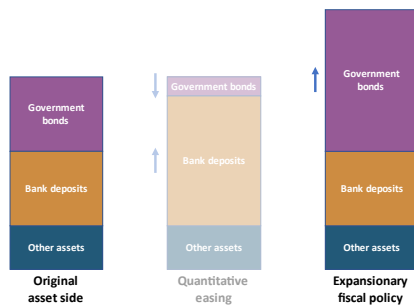 Government
bonds
Bank deposits
Other assets
Original
asset side
Government bonds
Bank deposits
Other assets
Quantitative
easing
Government
bonds
Bank deposits
Other assets
Expansionary
fiscal policy